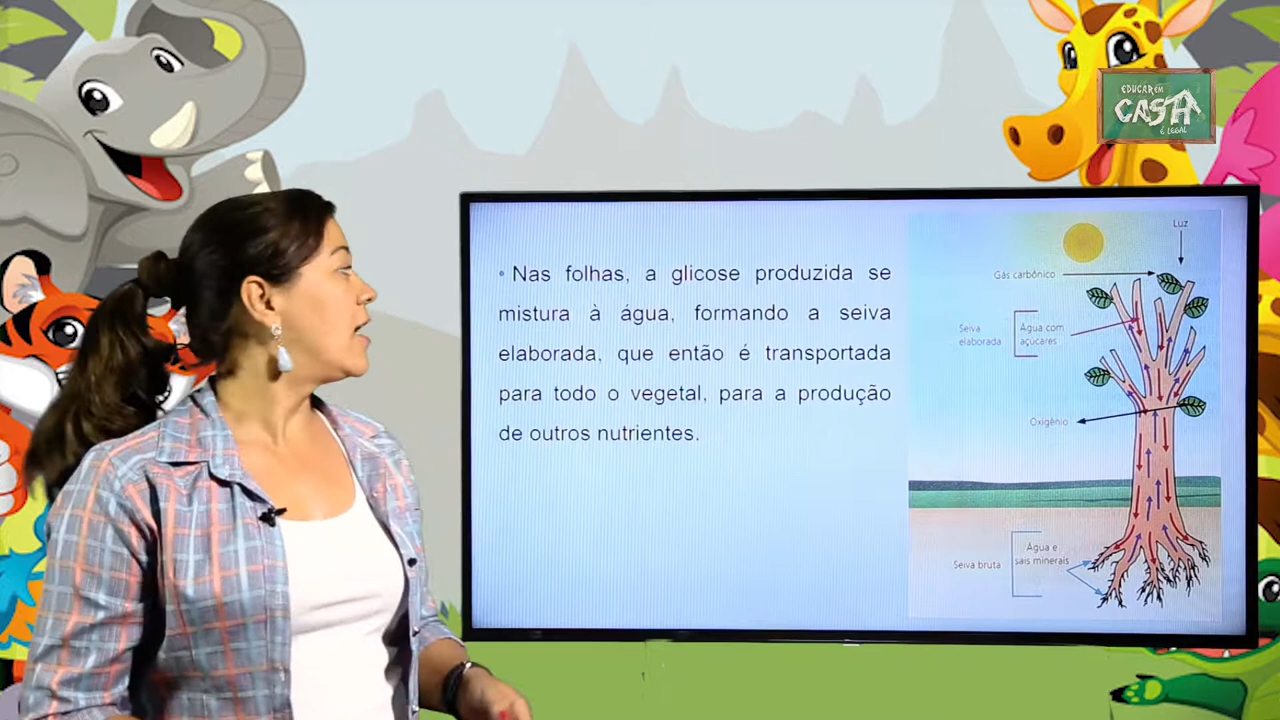 EDUCAR EM
CASA
É LEGAL
• Nas folhas, a glicose produzida se
mistura à água, formando a seiva
elaborada, que então é transportada
para todo o vegetal, para a produção
de outros nutrientes.
Luz
Gás carbônico
Seiva
elaborada
Água com
açúcares
Oxigênio
Seiva bruta
Água e
sais minerais